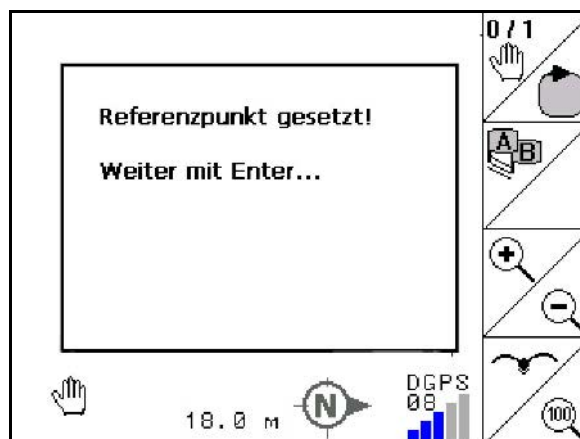 0/1
Referenzpunkt gesetzt!
Weiter mit Enter...
A
B
DGPS
08
18.0 m
N
100